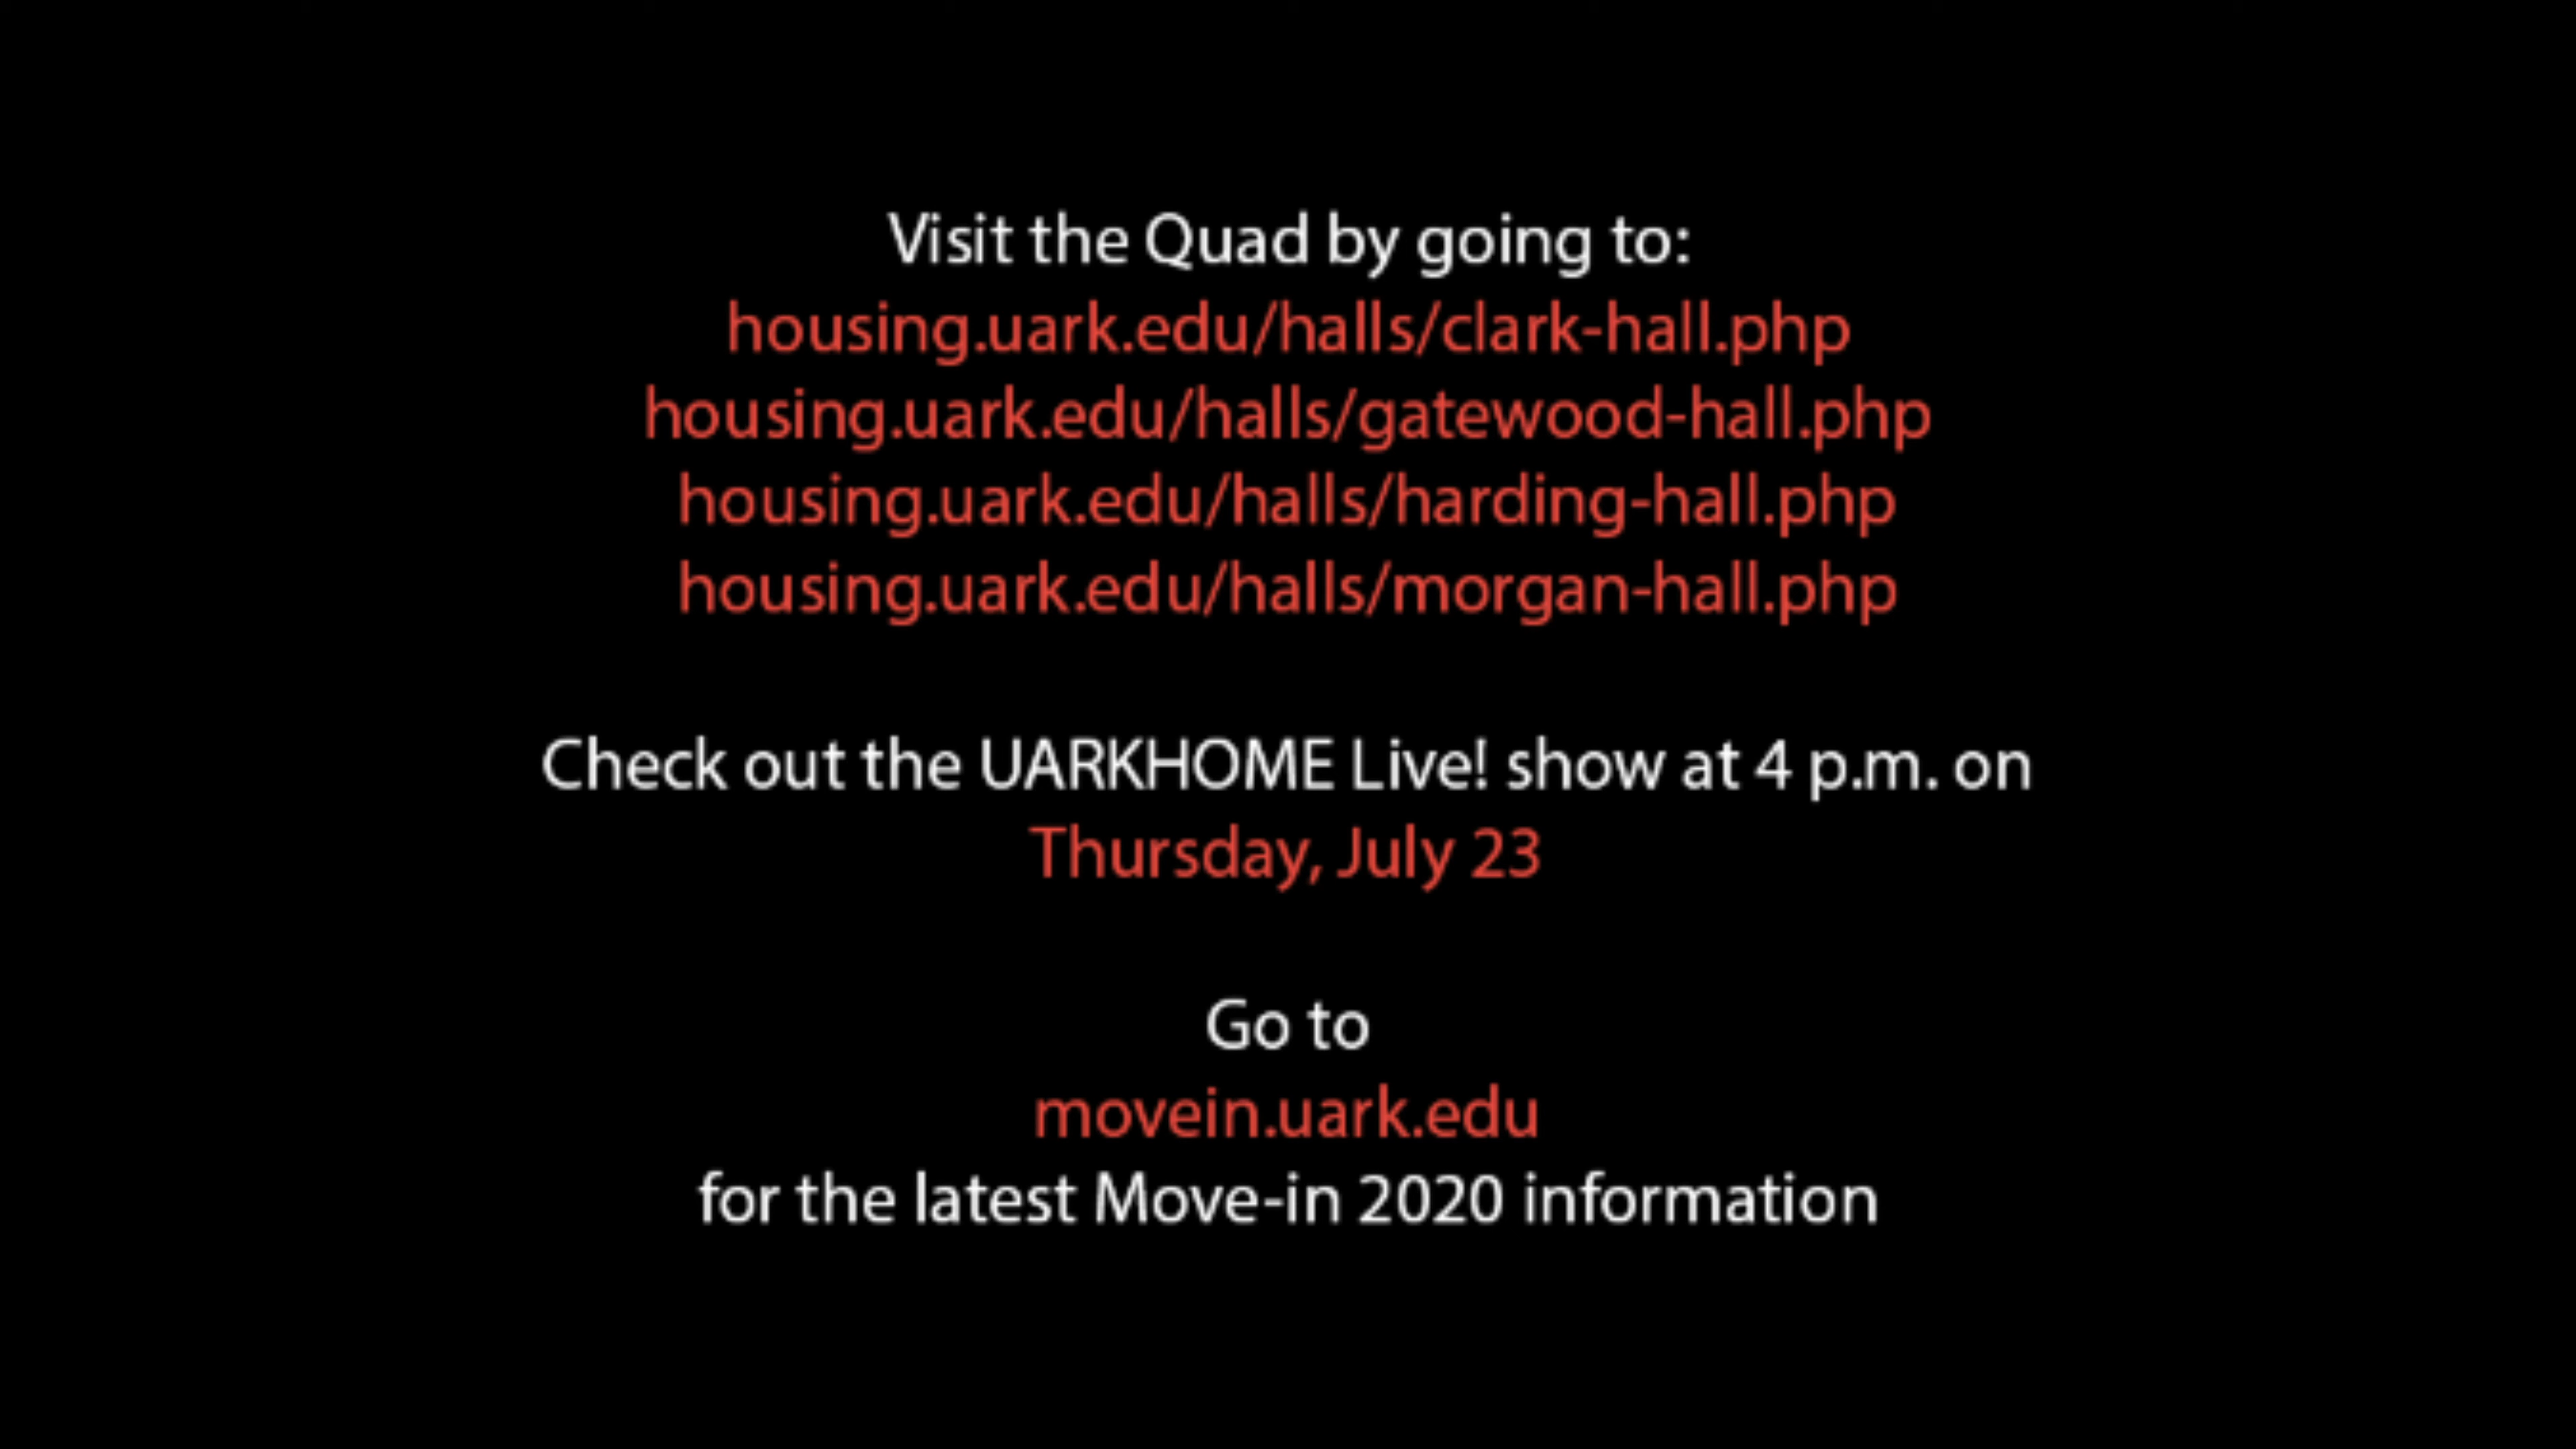 Visit the Quad by going to:
housing.uark.edu/halls/clark-hall.php
housing.uark.edu/halls/gatewood-hall.php
housing.uark.edu/halls/harding-hall.php
housing.uark.edu/halls/morgan-hall.php
Check out the UARKHOME Live! show at 4 p.m. on
Thursday, July 23
Go to
movein.uark.edu
for the latest Move-in 2020 information